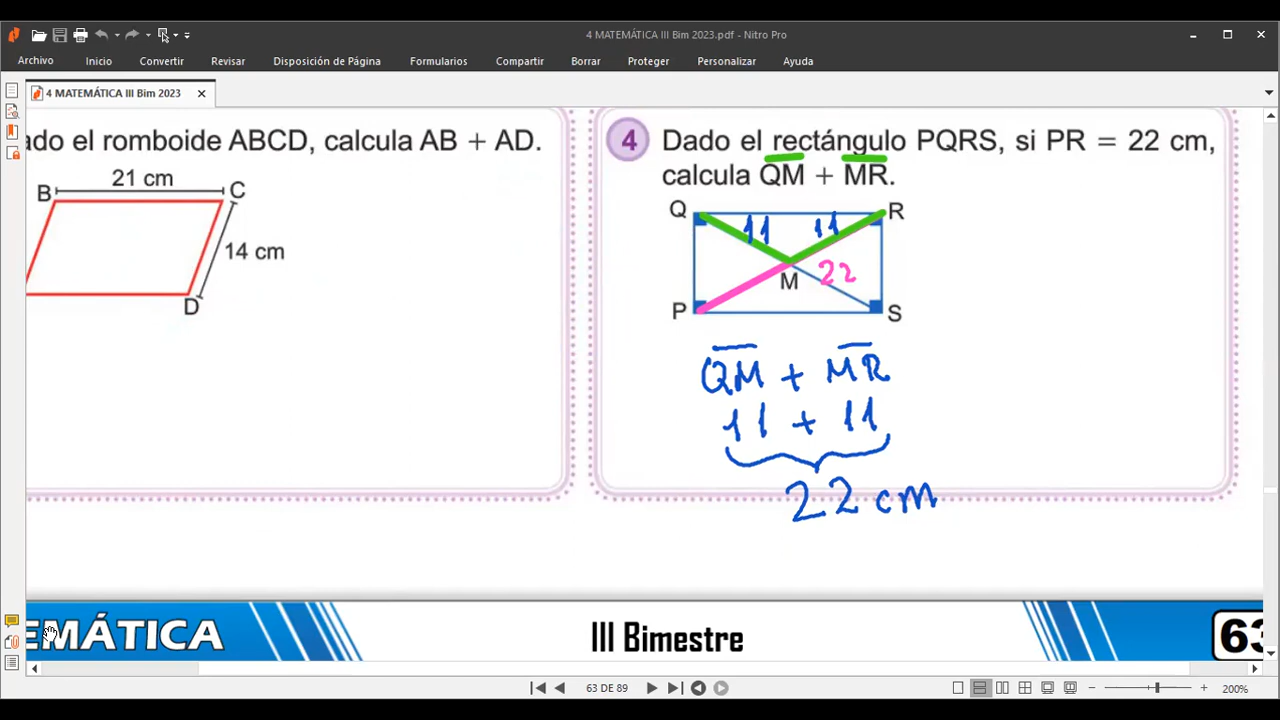 4 MATEMÁTICA III Bim 2023.pdf - Nitro Pro
Archivo Inicio Convertir Revisar Disposición de Página Formularios Compartir Borrar Proteger Personalizar Ayuda
4 MATEMÁTICA III Bim 2023
ado el romboide ABCD, calcula AB + AD.
21 cm
B C
14 cm
D
4 Dado el rectángulo PQRS, si PR = 22 cm,
calcula QM + MR.
Q R
11 11
22
M
P S
QM + MR
11 + 11
22 cm
EMÁTICA III Bimestre 63
63 DE 89
200%